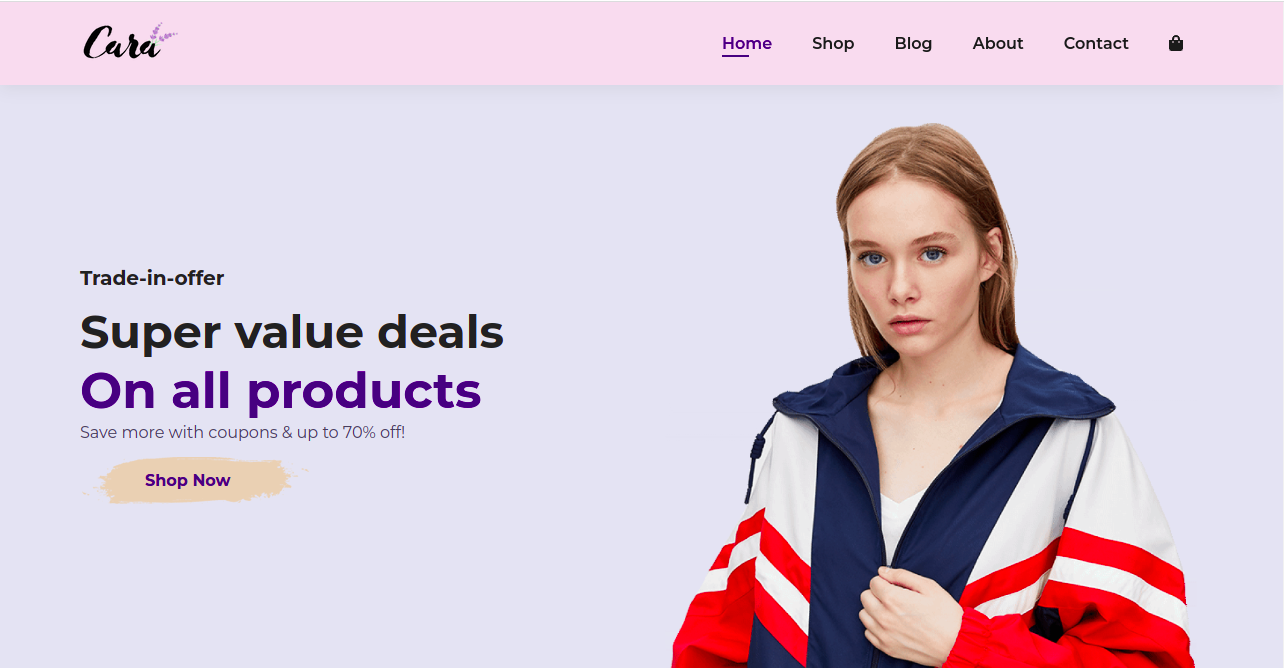 Cara
Home Shop Blog About Contact
Trade-in-offer
Super value deals
On all products
Save more with coupons & up to 70% off!
Shop Now